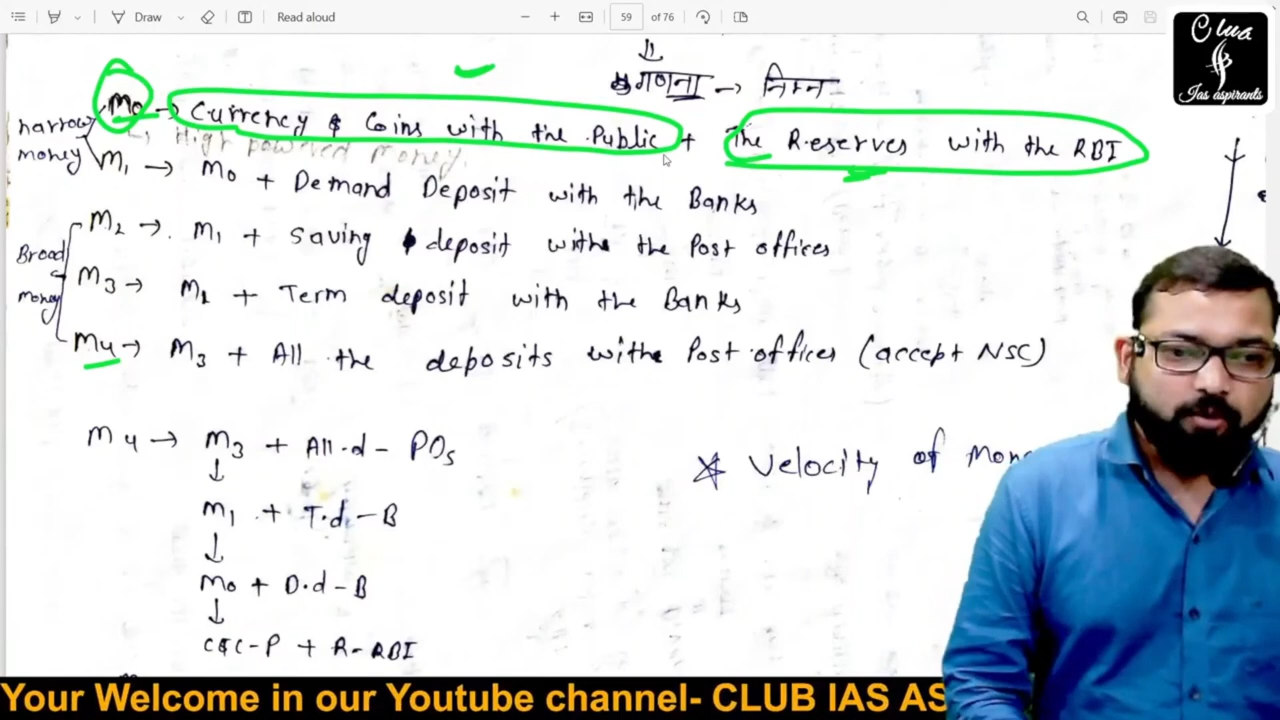 Draw
Read aloud
59
of 76
Clua
Ias aspirants
गणना → निम्न
narrow money
M0 → Currency & Coins with the Public + The Reserves with the RBI
↳ High powered money.
M1 → M0 + Demand Deposit with the Banks
Broad money
M2 → M1 + Saving deposit withe the Post offices
M3 → M1 + Term deposit with the Banks
M4 → M3 + All the deposits withe Post offices (accept NSC)
M4 → M3 + All.d - POs
↓
M1 + T.d - B
↓
M0 + D.d - B
↓
C&C-P + R-RBI
Velocity of
Your Welcome in our Youtube channel- CLUB IAS AS